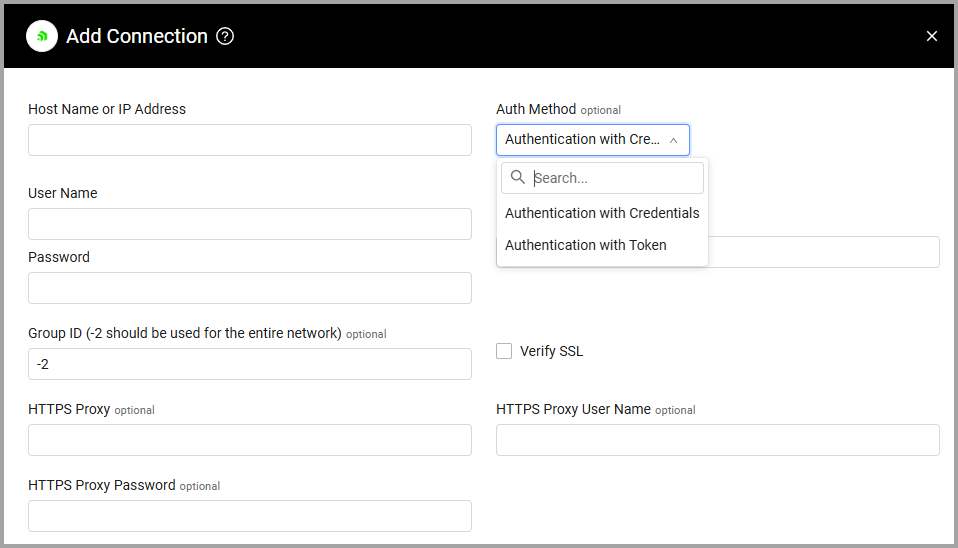 Add Connection ?
Host Name or IP Address
Auth Method optional
Authentication with Cre...
Search...
Authentication with Credentials
Authentication with Token
User Name
Password
Group ID (-2 should be used for the entire network) optional
-2
Verify SSL
HTTPS Proxy optional
HTTPS Proxy User Name optional
HTTPS Proxy Password optional